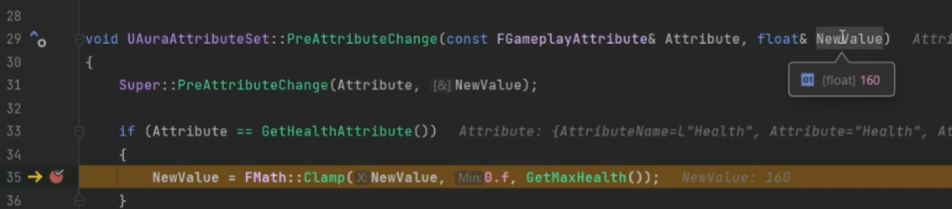 28
29 void UAuraAttributeSet::PreAttributeChange(const FGameplayAttribute& Attribute, float& NewValue) Attri
30 {
{float} 160
31 Super::PreAttributeChange(Attribute, [&] NewValue);
32
33 if (Attribute == GetHealthAttribute()) Attribute: {AttributeName=L"Health", Attribute="Health", At
34 {
35 NewValue = FMath::Clamp( X: NewValue, Min: 0.f, GetMaxHealth()); NewValue: 160
36 }